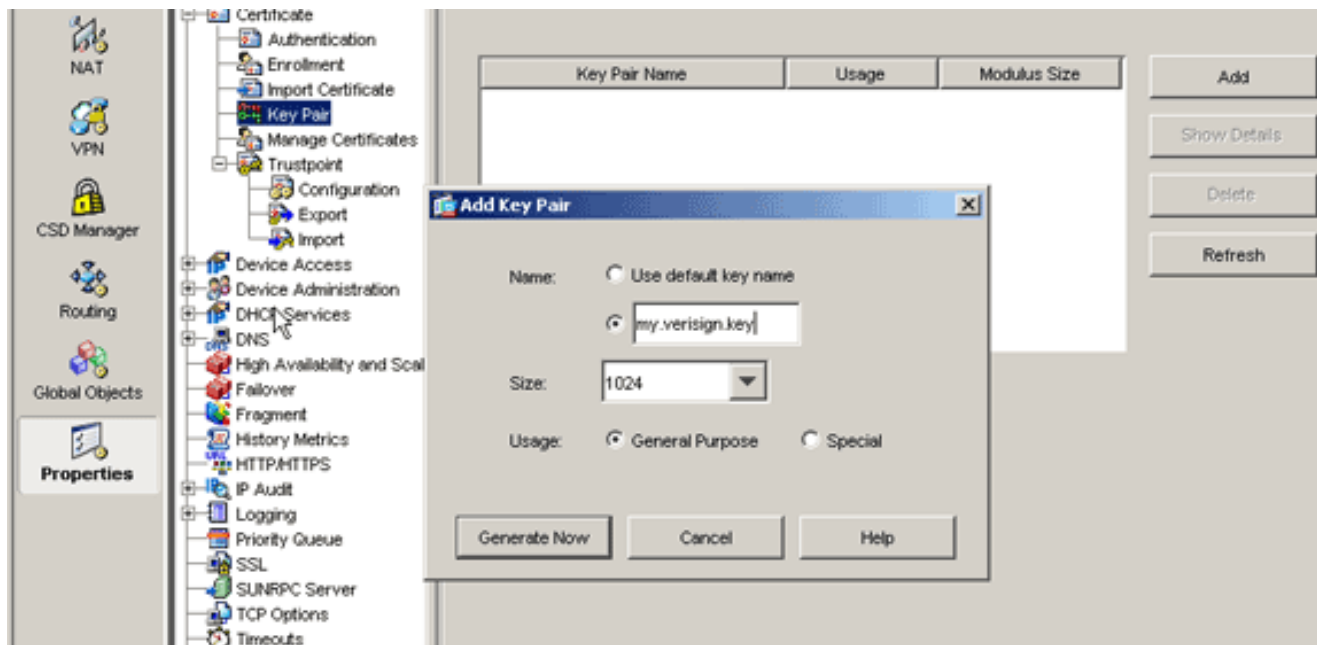 NAT
VPN
CSD Manager
Routing
Global Objects
Properties
Certificate
Authentication
Enrollment
Import Certificate
Key Pair
Manage Certificates
Trustpoint
Configuration
Export
Import
Device Access
Device Administration
DHCP Services
DNS
High Availability and Scal
Failover
Fragment
History Metrics
HTTP/HTTPS
IP Audit
Logging
Priority Queue
SSL
SUNRPC Server
TCP Options
Timeouts
Key Pair Name Usage Modulus Size
Add
Show Details
Delete
Refresh
Add Key Pair
Name: Use default key name
my.verisign.key
Size: 1024
Usage: General Purpose Special
Generate Now Cancel Help